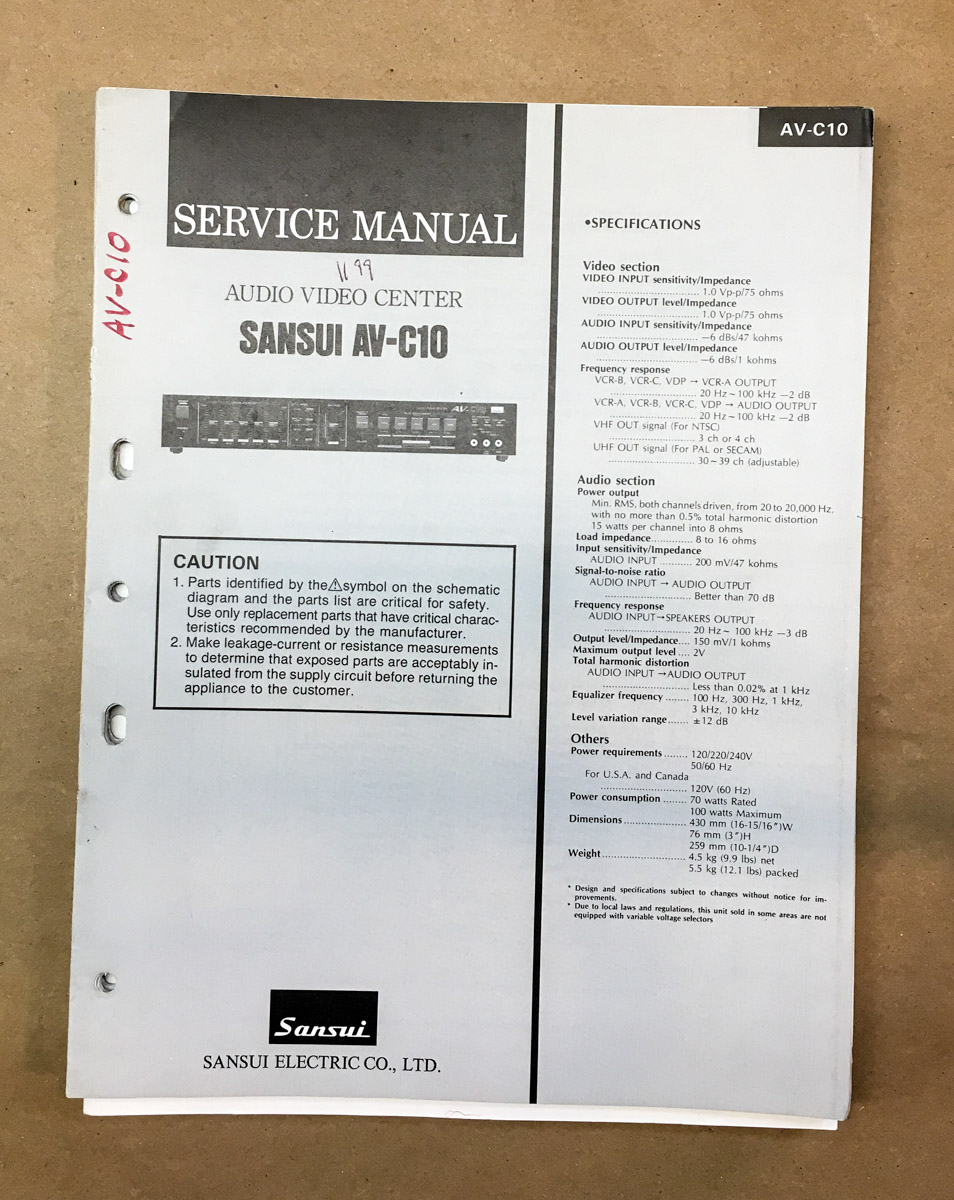 AV-C10
SERVICE MANUAL
1199
AUDIO VIDEO CENTER
SANSUI AV-C10
AV-C10
CAUTION
1. Parts identified by the⚠symbol on the schematic
diagram and the parts list are critical for safety.
Use only replacement parts that have critical charac-
teristics recommended by the manufacturer.
2. Make leakage-current or resistance measurements
to determine that exposed parts are acceptably in-
sulated from the supply circuit before returning the
appliance to the customer.
Sansui
SANSUI ELECTRIC CO., LTD.
•SPECIFICATIONS
Video section
VIDEO INPUT sensitivity/Impedance
............................ 1.0 Vp-p/75 ohms
VIDEO OUTPUT level/Impedance
............................ 1.0 Vp-p/75 ohms
AUDIO INPUT sensitivity/Impedance
............................ −6 dBs/47 kohms
AUDIO OUTPUT level/Impedance
............................ −6 dBs/1 kohms
Frequency response
VCR-B, VCR-C, VDP → VCR-A OUTPUT
............................ 20 Hz ~ 100 kHz −2 dB
VCR-A, VCR-B, VCR-C, VDP → AUDIO OUTPUT
............................ 20 Hz ~ 100 kHz −2 dB
VHF OUT signal (For NTSC)
............................ 3 ch or 4 ch
UHF OUT signal (For PAL or SECAM)
............................ 30 ~ 39 ch (adjustable)
Audio section
Power output
Min. RMS, both channels driven, from 20 to 20,000 Hz,
with no more than 0.5% total harmonic distortion
15 watts per channel into 8 ohms
Load impedance............. 8 to 16 ohms
Input sensitivity/Impedance
AUDIO INPUT ........... 200 mV/47 kohms
Signal-to-noise ratio
AUDIO INPUT → AUDIO OUTPUT
............................ Better than 70 dB
Frequency response
AUDIO INPUT→SPEAKERS OUTPUT
............................ 20 Hz ~ 100 kHz −3 dB
Output level/Impedance.... 150 mV/1 kohms
Maximum output level .... 2V
Total harmonic distortion
AUDIO INPUT →AUDIO OUTPUT
............................ Less than 0.02% at 1 kHz
Equalizer frequency ........ 100 Hz, 300 Hz, 1 kHz,
3 kHz, 10 kHz
Level variation range....... ±12 dB
Others
Power requirements ........ 120/220/240V
50/60 Hz
For U.S.A. and Canada
............................ 120V (60 Hz)
Power consumption ........ 70 watts Rated
100 watts Maximum
Dimensions ..................... 430 mm (16-15/16″)W
76 mm (3″)H
259 mm (10-1/4″)D
Weight............................ 4.5 kg (9.9 lbs) net
5.5 kg (12.1 lbs) packed
* Design and specifications subject to changes without notice for im-
provements.
* Due to local laws and regulations, this unit sold in some areas are not
equipped with variable voltage selectors